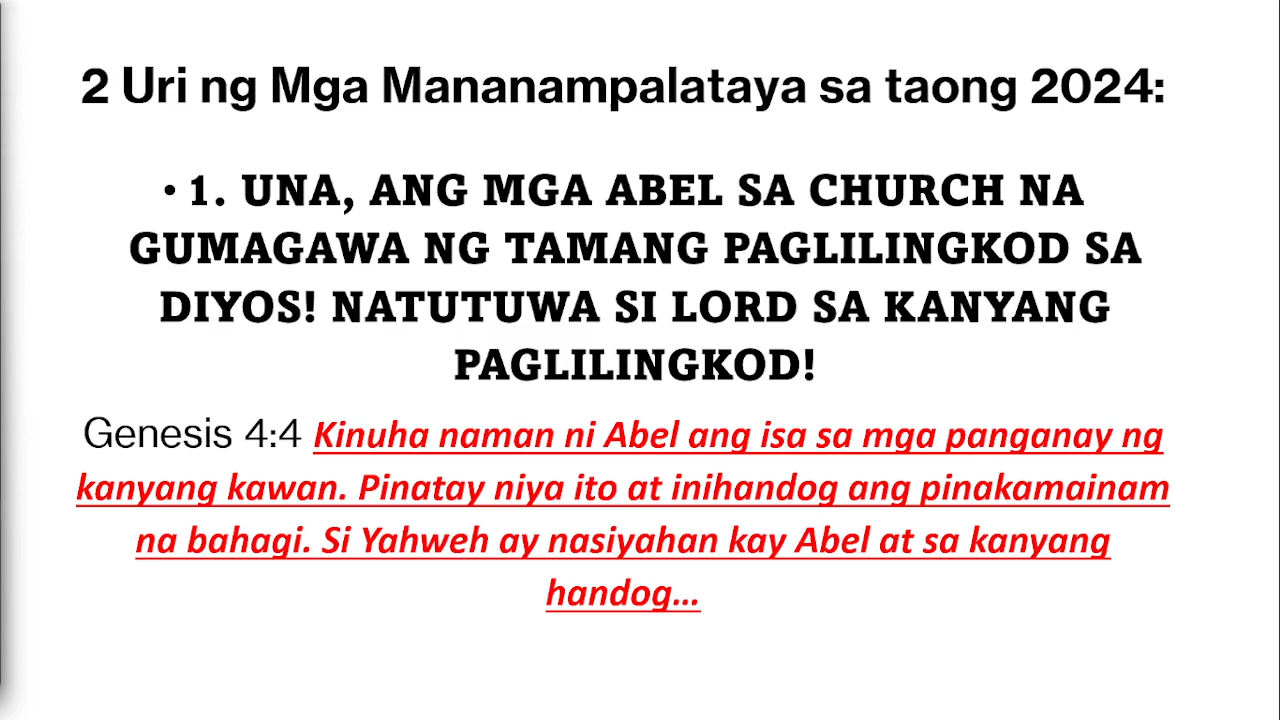 2 Uri ng Mga Mananampalataya sa taong 2024:
• 1. UNA, ANG MGA ABEL SA CHURCH NA
GUMAGAWA NG TAMANG PAGLILINGKOD SA
DIYOS! NATUTUWA SI LORD SA KANYANG
PAGLILINGKOD!
Genesis 4:4 Kinuha naman ni Abel ang isa sa mga panganay ng
kanyang kawan. Pinatay niya ito at inihandog ang pinakamainam
na bahagi. Si Yahweh ay nasiyahan kay Abel at sa kanyang
handog…